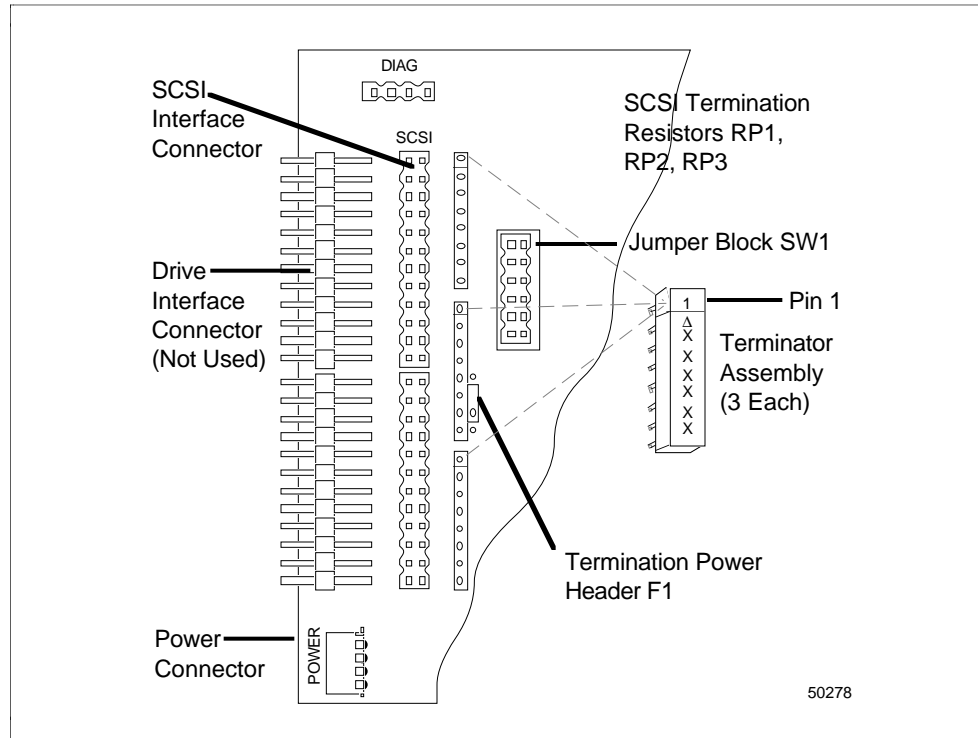 DIAG
SCSI
Interface
Connector
SCSI
SCSI Termination
Resistors RP1,
RP2, RP3
Jumper Block SW1
Drive
Interface
Connector
(Not Used)
1
Pin 1
Δ
X
X
X
X
X
X
Terminator
Assembly
(3 Each)
Termination Power
Header F1
Power
Connector
POWER
50278